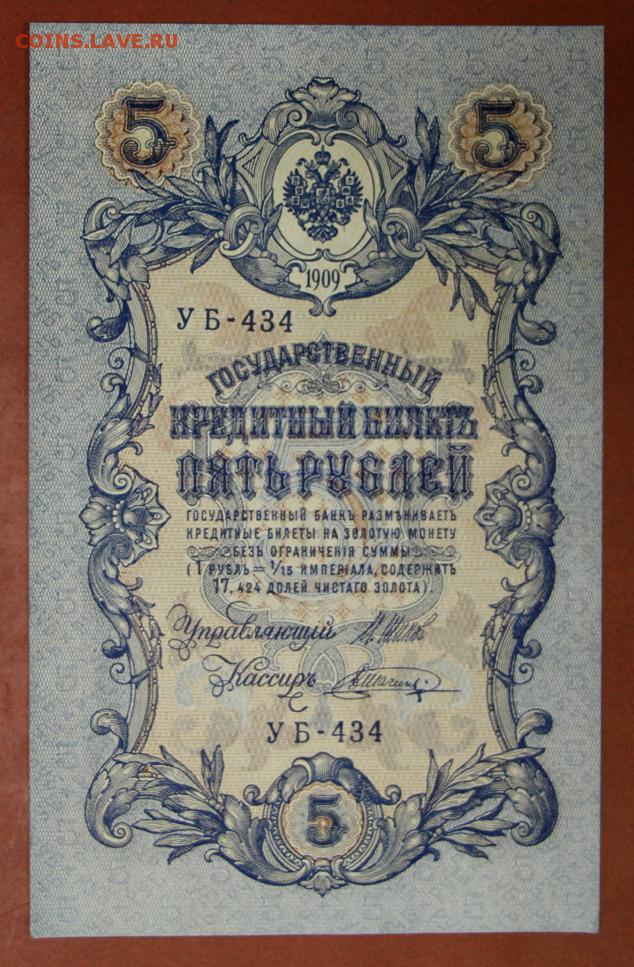 COINS.LAVE.RU
5 5
1909
УБ-434
ГОСУДАРСТВЕННЫЙ
КРЕДИТНЫЙ БИЛЕТЪ
ПЯТЬ РУБЛЕЙ
ГОСУДАРСТВЕННЫЙ БАНКЪ РАЗМѢНИВАЕТЪ
КРЕДИТНЫЕ БИЛЕТЫ НА ЗОЛОТУЮ МОНЕТУ
БЕЗЪ ОГРАНИЧЕНІЯ СУММЫ
(1 РУБЛЬ = 1/15 ИМПЕРІАЛА, СОДЕРЖИТЪ
17,424 ДОЛЕЙ ЧИСТАГО ЗОЛОТА).
Управляющій
Кассиръ
УБ-434
5